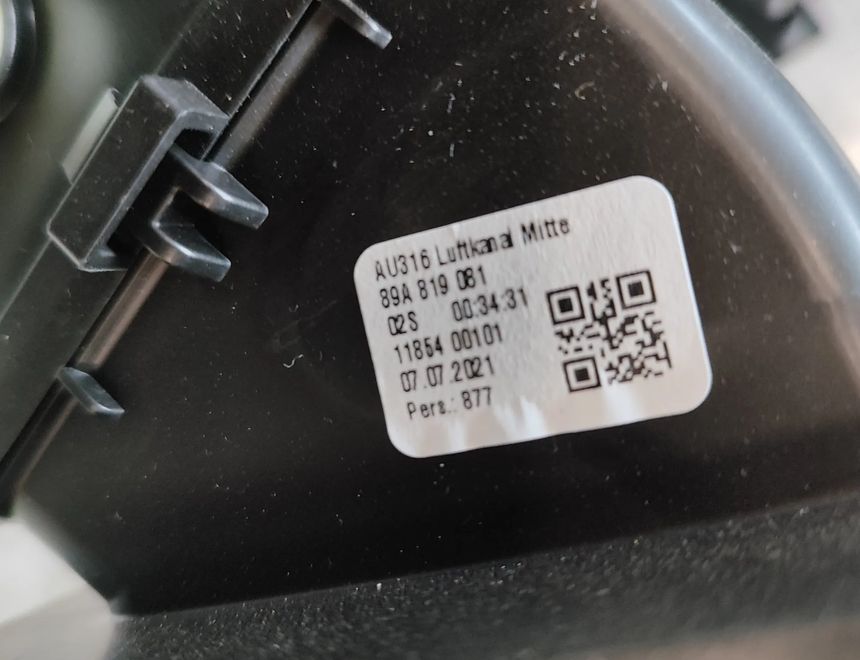 AU316 Luftkanal Mitte
89A 819 081
02S 00:34:31
11854 00101
07.07.2021
Pers.: 877